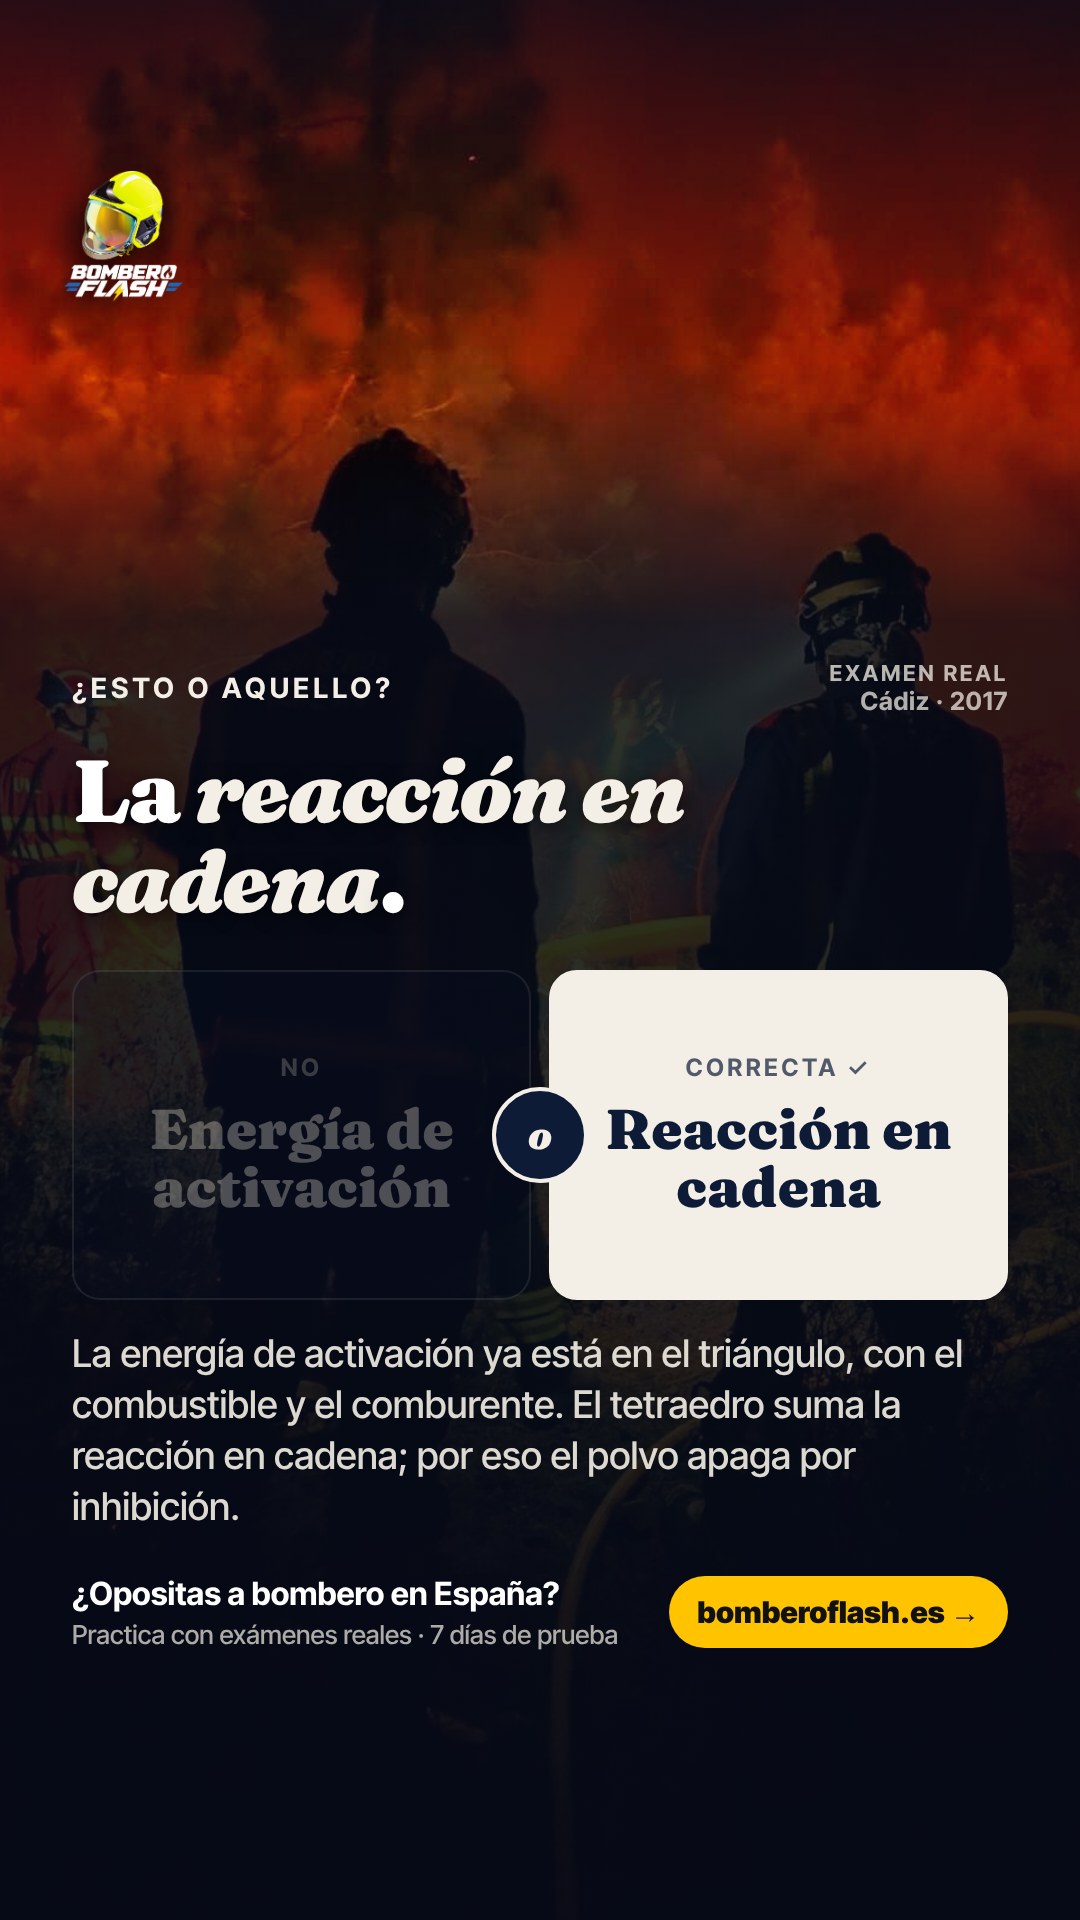 BOMBERO
FLASH
¿ESTO O AQUELLO?
EXAMEN REAL
Cádiz · 2017
La reacción en
cadena.
NO
Energía de
activación
o
CORRECTA ✓
Reacción en
cadena
La energía de activación ya está en el triángulo, con el
combustible y el comburente. El tetraedro suma la
reacción en cadena; por eso el polvo apaga por
inhibición.
¿Opositas a bombero en España?
Practica con exámenes reales · 7 días de prueba
bomberoflash.es →